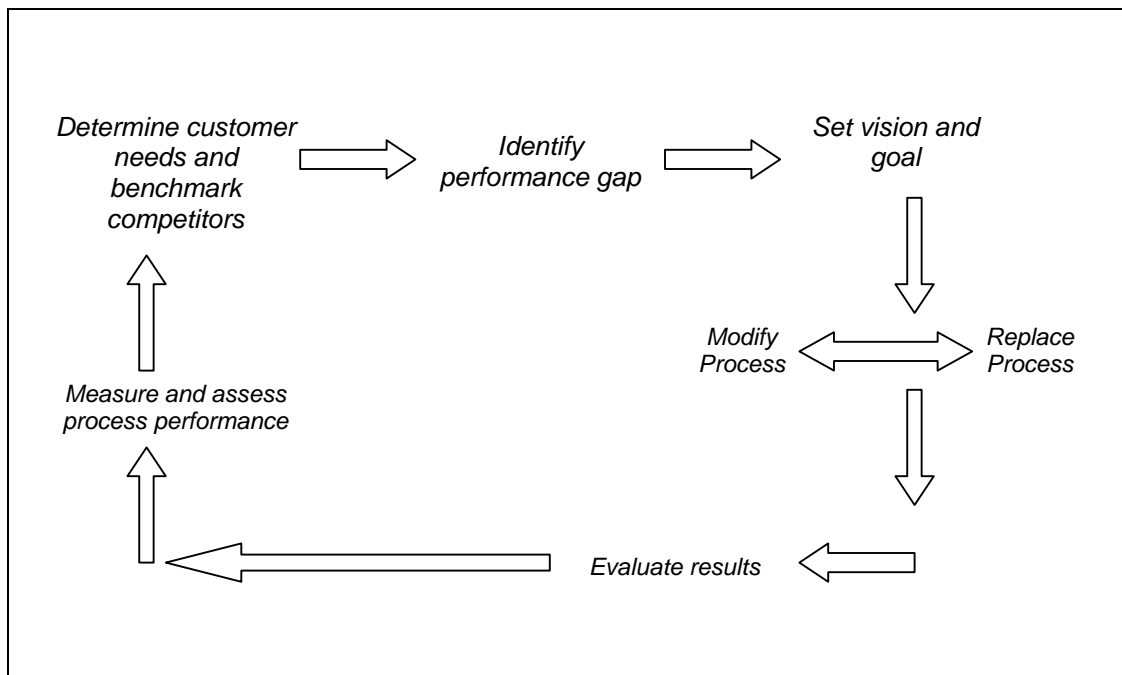 Determine customer
needs and
benchmark
competitors
Identify
performance gap
Set vision and
goal
Modify
Process
Replace
Process
Measure and assess
process performance
Evaluate results